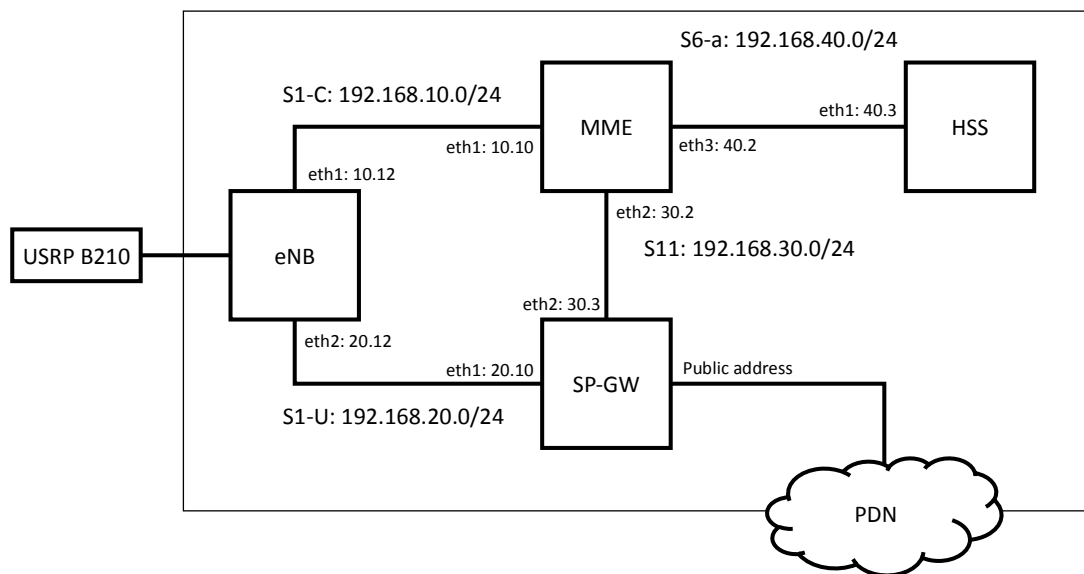 S6-a: 192.168.40.0/24
S1-C: 192.168.10.0/24
eth1: 40.3
MME
HSS
eth1: 10.10
eth3: 40.2
eth1: 10.12
eth2: 30.2
USRP B210
eNB
S11: 192.168.30.0/24
eth2: 30.3
eth2: 20.12
eth1: 20.10
SP-GW
Public address
S1-U: 192.168.20.0/24
PDN